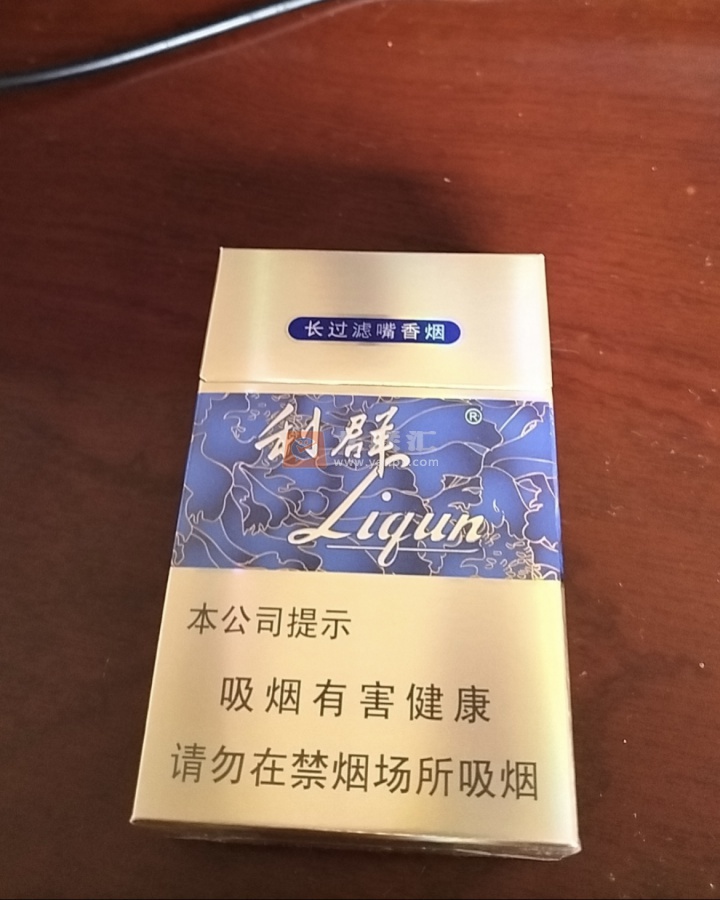 长过滤嘴香烟
利群
®
Liqun
本公司提示
吸烟有害健康
请勿在禁烟场所吸烟